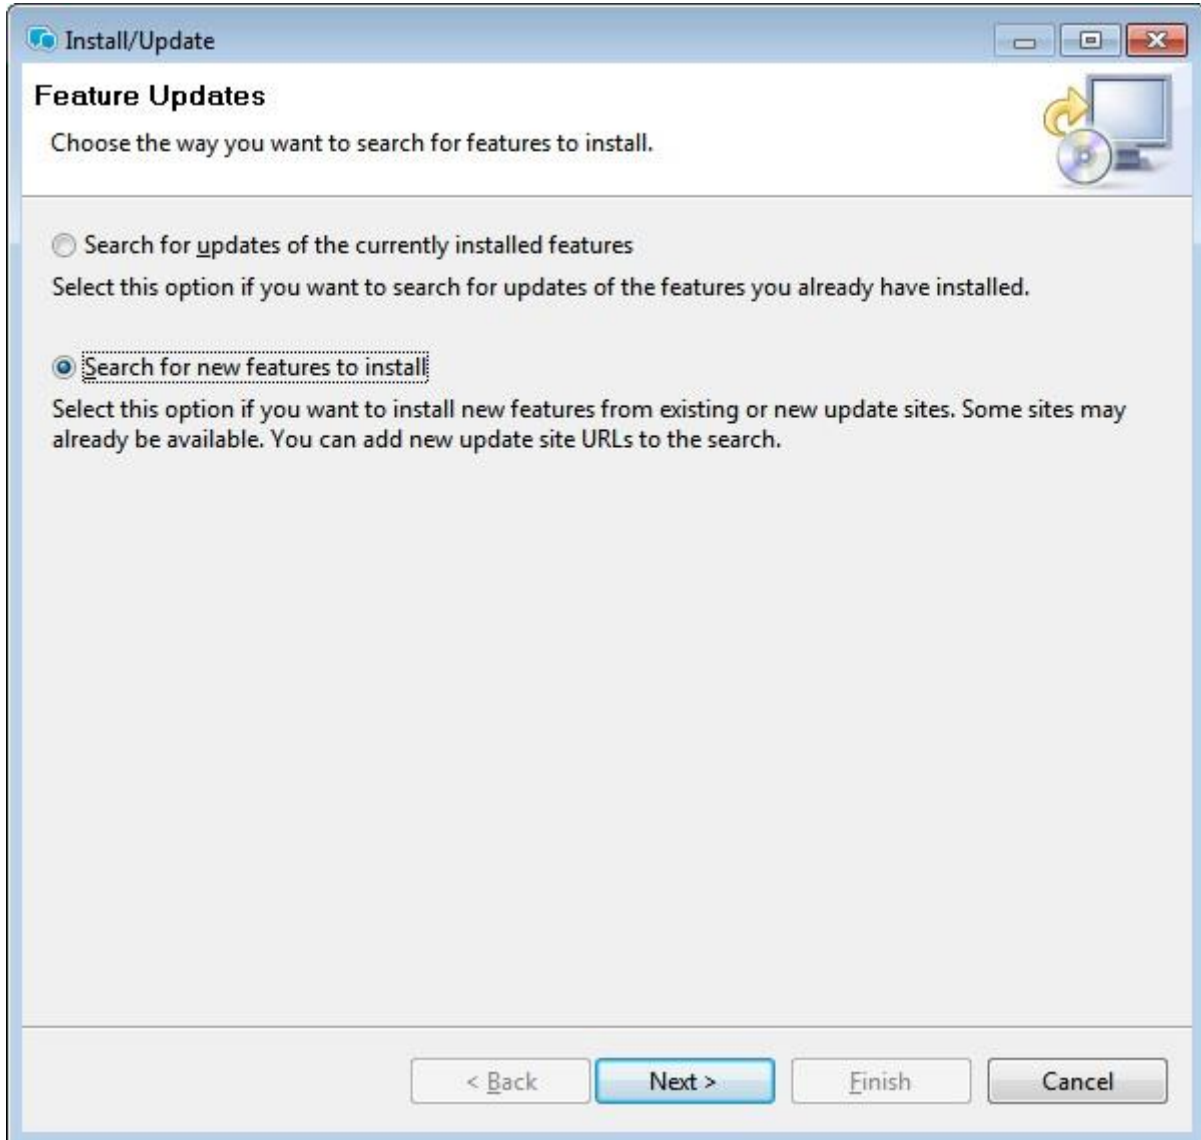 Install/Update
Feature Updates
Choose the way you want to search for features to install.
Search for updates of the currently installed features
Select this option if you want to search for updates of the features you already have installed.
Search for new features to install
Select this option if you want to install new features from existing or new update sites. Some sites may
already be available. You can add new update site URLs to the search.
< Back Next > Finish Cancel